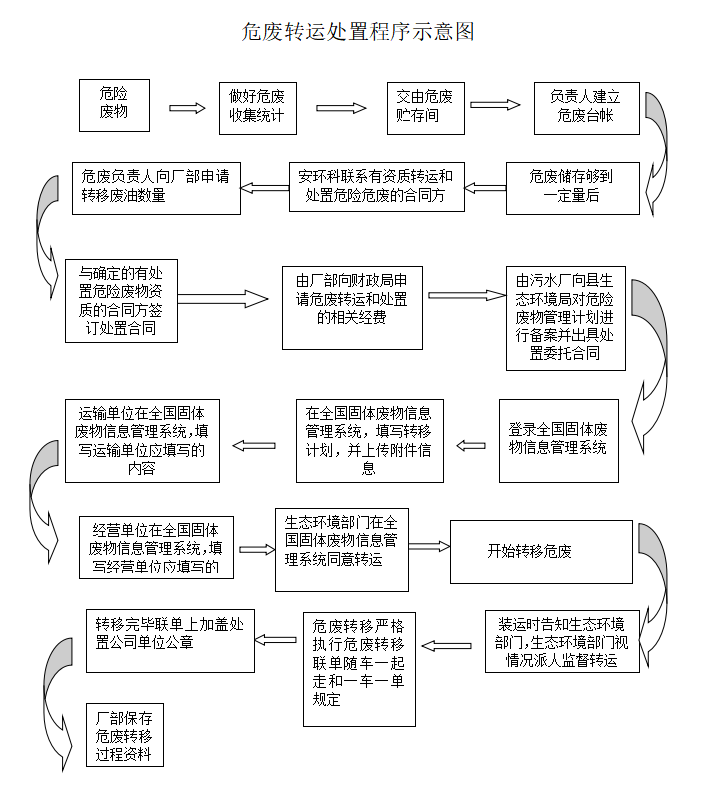 危废转运处置程序示意图
危险
废物
做好危废
收集统计
交由危废
贮存间
负责人建立
危废台帐
危废储存够到
一定量后
安环科联系有资质转运和
处置危险危废的合同方
危废负责人向厂部申请
转移废油数量
与确定的有处
置危险废物资
质的合同方签
订处置合同
由厂部向财政局申
请危废转运和处置
的相关经费
由污水厂向县生
态环境局对危险
废物管理计划进
行备案并出具处
置委托合同
登录全国固体废
物信息管理系统
在全国固体废物信息
管理系统，填写转移
计划，并上传附件信
息
运输单位在全国固体
废物信息管理系统，填
写运输单位应填写的
内容
经营单位在全国固体
废物信息管理系统，填
写经营单位应填写的
生态环境部门在全
国固体废物信息管
理系统同意转运
开始转移危废
装运时告知生态环境
部门，生态环境部门视
情况派人监督转运
危废转移严格
执行危废转移
联单随车一起
走和一车一单
规定
转移完毕联单上加盖处
置公司单位公章
厂部保存
危废转移
过程资料